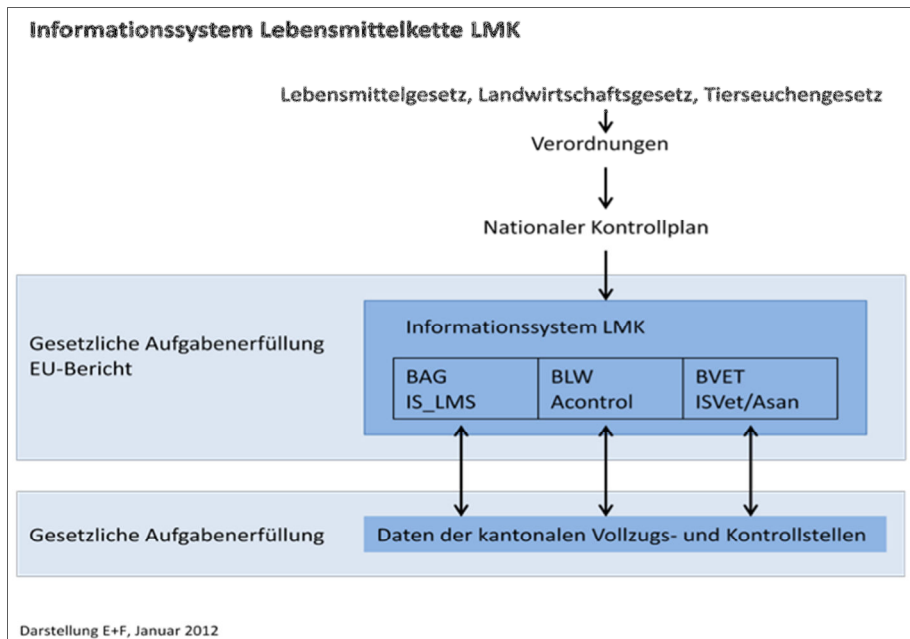 Informationssystem Lebensmittelkette LMK
Lebensmittelgesetz, Landwirtschaftsgesetz, Tierseuchengesetz
Verordnungen
Nationaler Kontrollplan
Gesetzliche Aufgabenerfüllung
EU-Bericht
Informationssystem LMK
BAG
IS_LMS
BLW
Acontrol
BVET
ISVet/Asan
Gesetzliche Aufgabenerfüllung
Daten der kantonalen Vollzugs- und Kontrollstellen
Darstellung E+F, Januar 2012